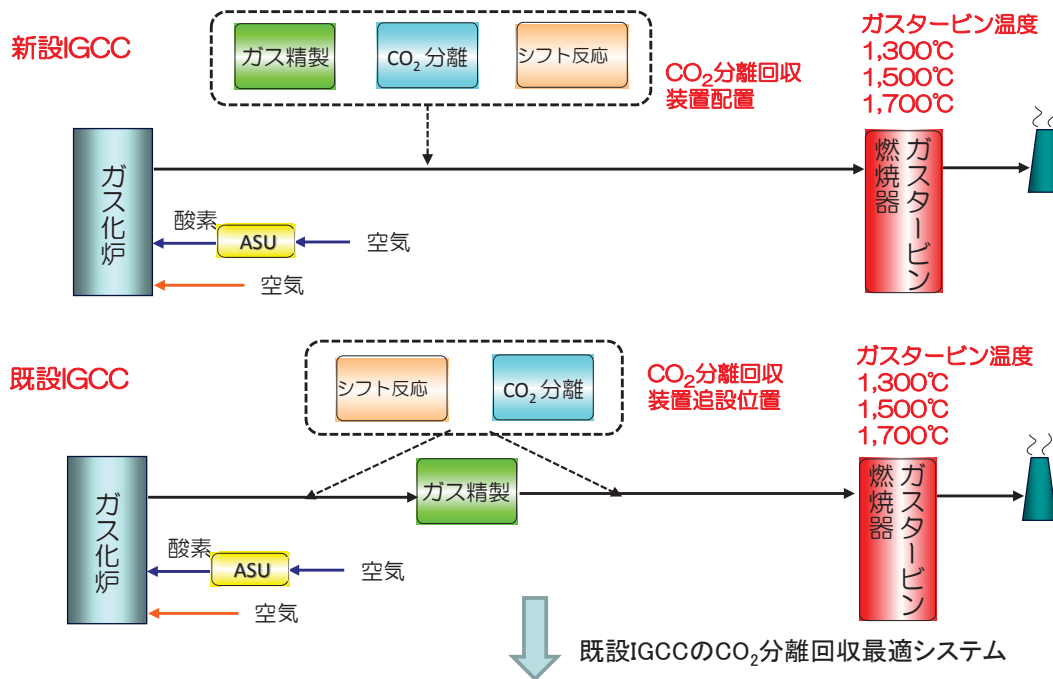 新設IGCC
ガス精製
CO₂分離
シフト反応
CO₂分離回収
装置配置
ガスタービン温度
1,300℃
1,500℃
1,700℃
ガス化炉
酸素
ASU
空気
空気
ガスタービン
燃焼器
既設IGCC
シフト反応
CO₂分離
CO₂分離回収
装置追設位置
ガスタービン温度
1,300℃
1,500℃
1,700℃
ガス化炉
ガス精製
酸素
ASU
空気
空気
ガスタービン
燃焼器
既設IGCCのCO₂分離回収最適システム